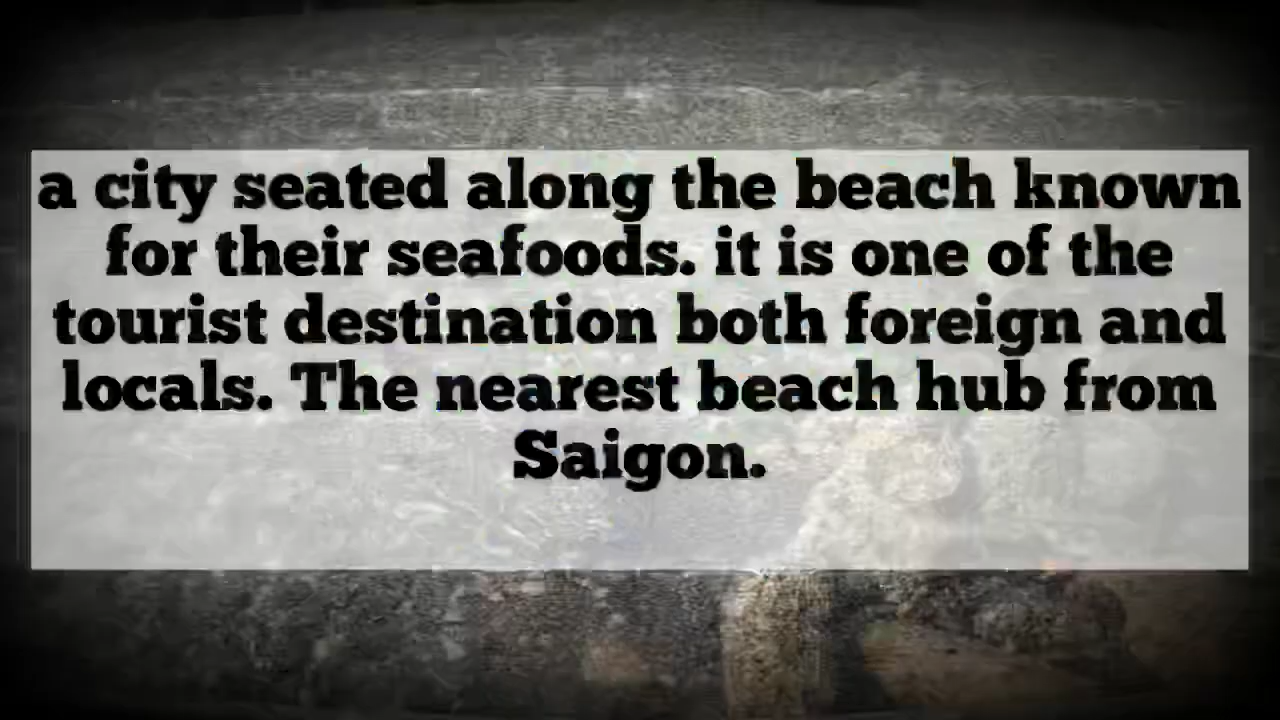 a city seated along the beach known
for their seafoods. it is one of the
tourist destination both foreign and
locals. The nearest beach hub from
Saigon.